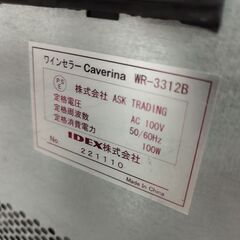 ワインセラー Caverina WR-3312B
PSE
株式会社 ASK TRADING
定格電圧 AC 100V
定格周波数 50/60Hz
定格消費電力 100W
IDEX株式会社
No. 221110
Made in China